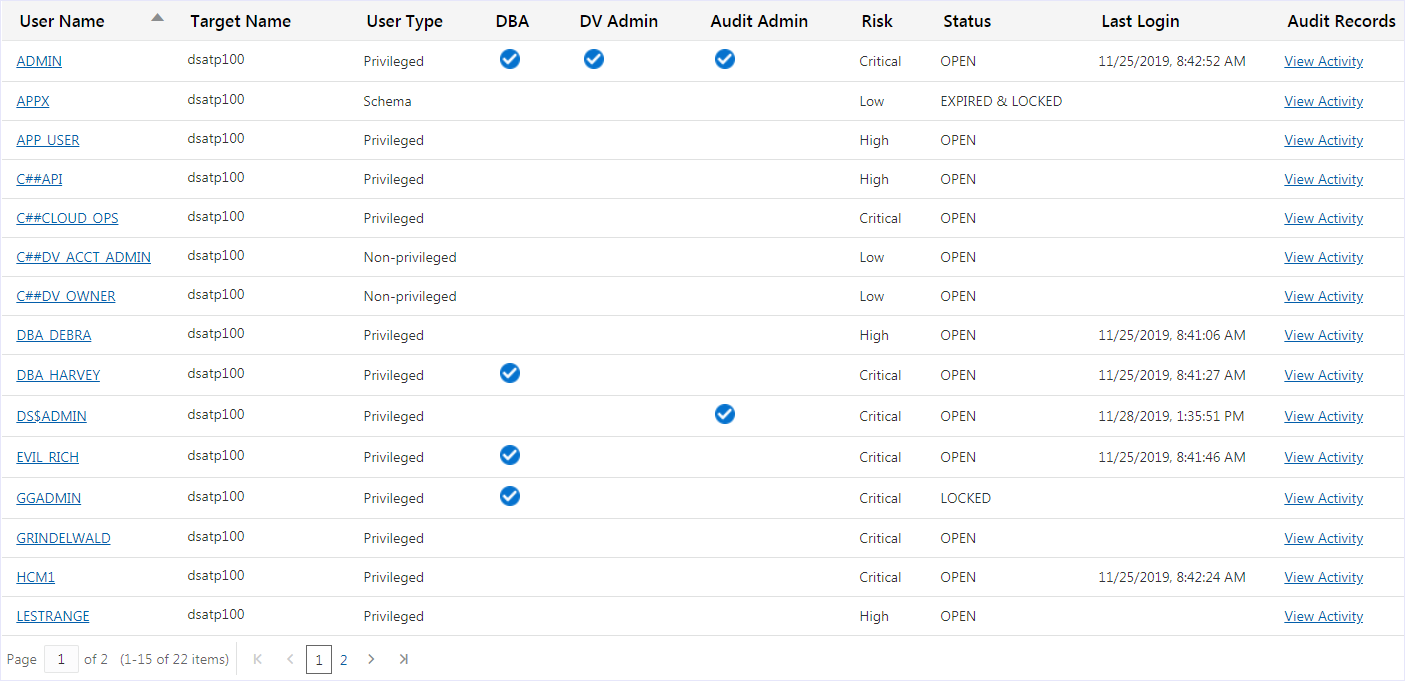 User Name Target Name User Type DBA DV Admin Audit Admin Risk Status Last Login Audit Records
ADMIN dsatp100 Privileged Critical OPEN 11/25/2019, 8:42:52 AM View Activity
APPX dsatp100 Schema Low EXPIRED & LOCKED View Activity
APP_USER dsatp100 Privileged High OPEN View Activity
C##API dsatp100 Privileged High OPEN View Activity
C##CLOUD_OPS dsatp100 Privileged Critical OPEN View Activity
C##DV_ACCT_ADMIN dsatp100 Non-privileged Low OPEN View Activity
C##DV_OWNER dsatp100 Non-privileged Low OPEN View Activity
DBA_DEBRA dsatp100 Privileged High OPEN 11/25/2019, 8:41:06 AM View Activity
DBA_HARVEY dsatp100 Privileged Critical OPEN 11/25/2019, 8:41:27 AM View Activity
DS$ADMIN dsatp100 Privileged Critical OPEN 11/28/2019, 1:35:51 PM View Activity
EVIL_RICH dsatp100 Privileged Critical OPEN 11/25/2019, 8:41:46 AM View Activity
GGADMIN dsatp100 Privileged Critical LOCKED View Activity
GRINDELWALD dsatp100 Privileged Critical OPEN View Activity
HCM1 dsatp100 Privileged Critical OPEN 11/25/2019, 8:42:24 AM View Activity
LESTRANGE dsatp100 Privileged High OPEN View Activity
Page 1 of 2 (1-15 of 22 items) 1 2